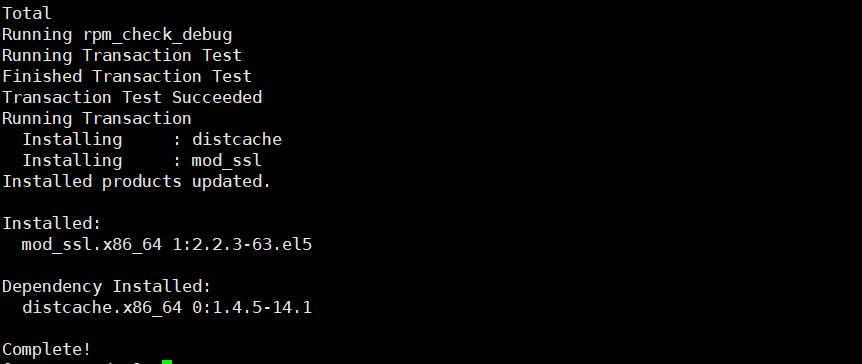 Total
Running rpm_check_debug
Running Transaction Test
Finished Transaction Test
Transaction Test Succeeded
Running Transaction
  Installing     : distcache
  Installing     : mod_ssl
Installed products updated.

Installed:
  mod_ssl.x86_64 1:2.2.3-63.el5

Dependency Installed:
  distcache.x86_64 0:1.4.5-14.1

Complete!